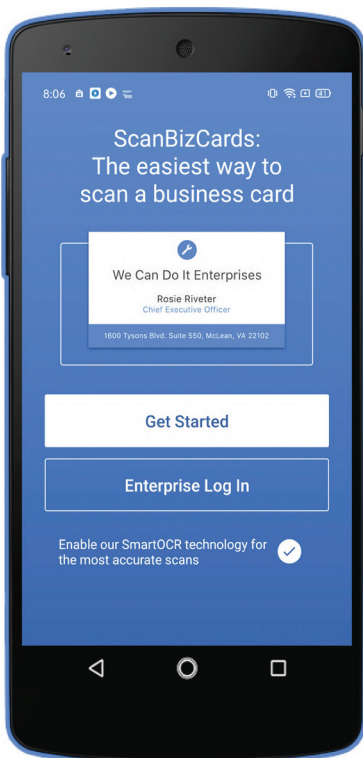 8:06
41
ScanBizCards:
The easiest way to
scan a business card
We Can Do It Enterprises
Rosie Riveter
Chief Executive Officer
1600 Tysons Blvd. Suite 550, McLean, VA 22102
Get Started
Enterprise Log In
Enable our SmartOCR technology for
the most accurate scans